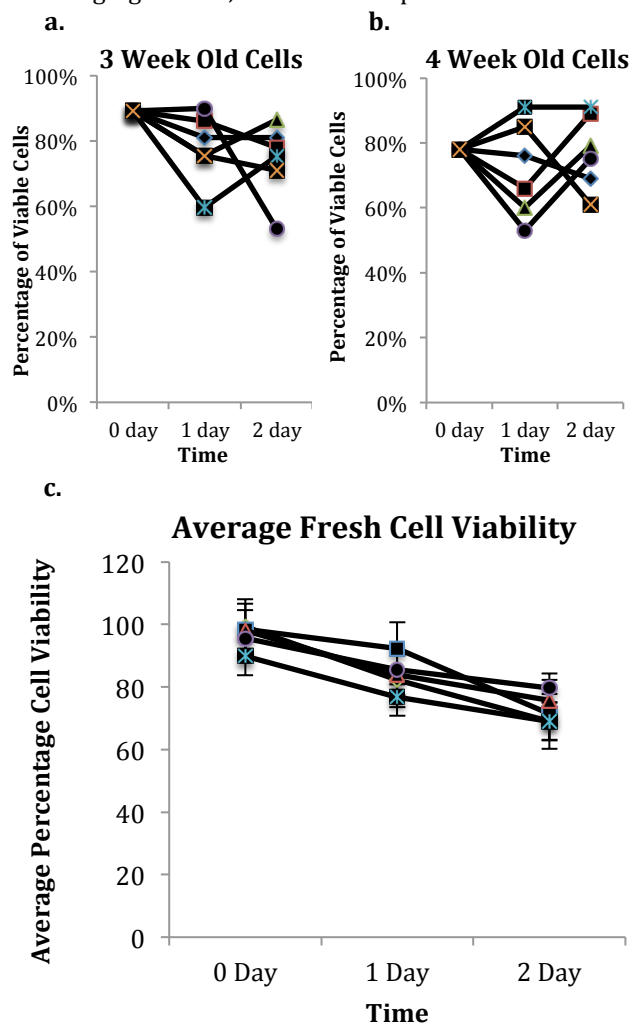 a.
3 Week Old Cells
Percentage of Viable Cells
100%
80%
60%
40%
20%
0%
0 day 1 day 2 day
Time
b.
4 Week Old Cells
Percentage of Viable Cells
100%
80%
60%
40%
20%
0%
0 day 1 day 2 day
Time
c.
Average Fresh Cell Viability
Average Percentage Cell Viability
120
100
80
60
40
20
0
0 Day 1 Day 2 Day
Time